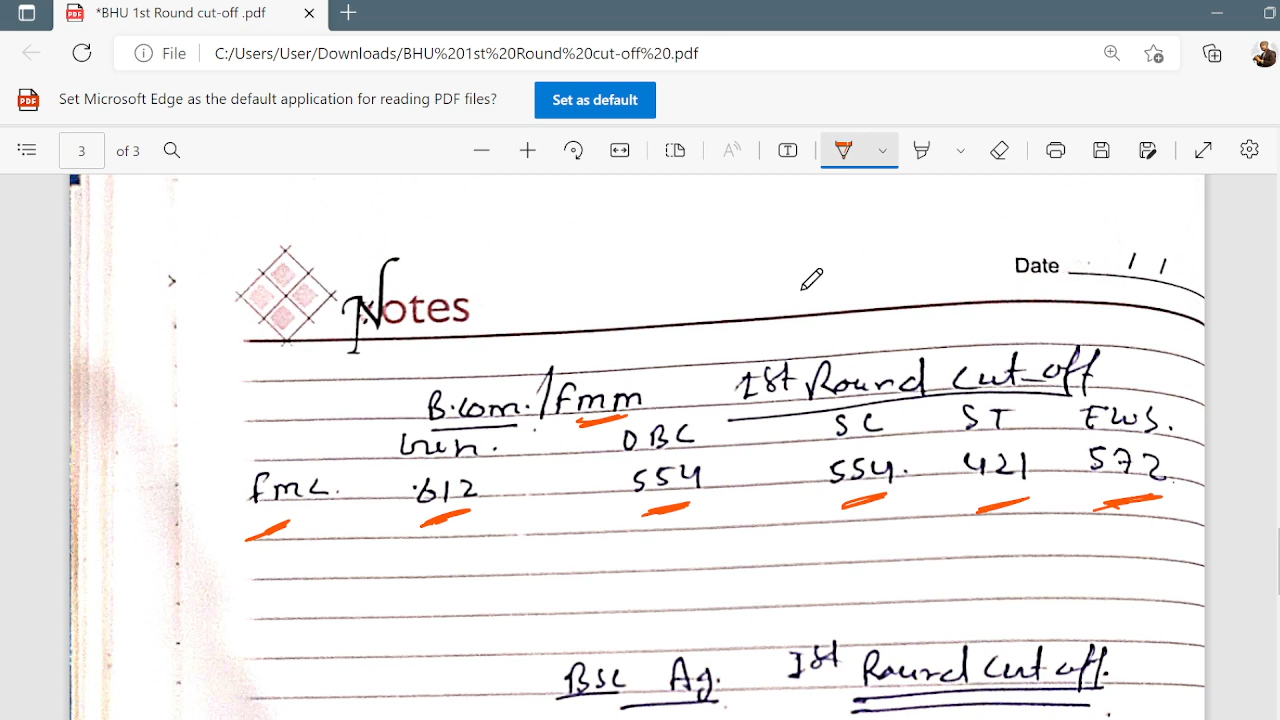 *BHU 1st Round cut-off .pdf
File C:/Users/User/Downloads/BHU%201st%20Round%20cut-off%20.pdf
Set Microsoft Edge as the default application for reading PDF files? Set as default
3 of 3
Notes
Date
B.com./fmm 1st Round cut-off
Gen. OBC SC ST EWS.
fmc. 612 554 554. 421 572
BSC Ag. Ist Round cut off.